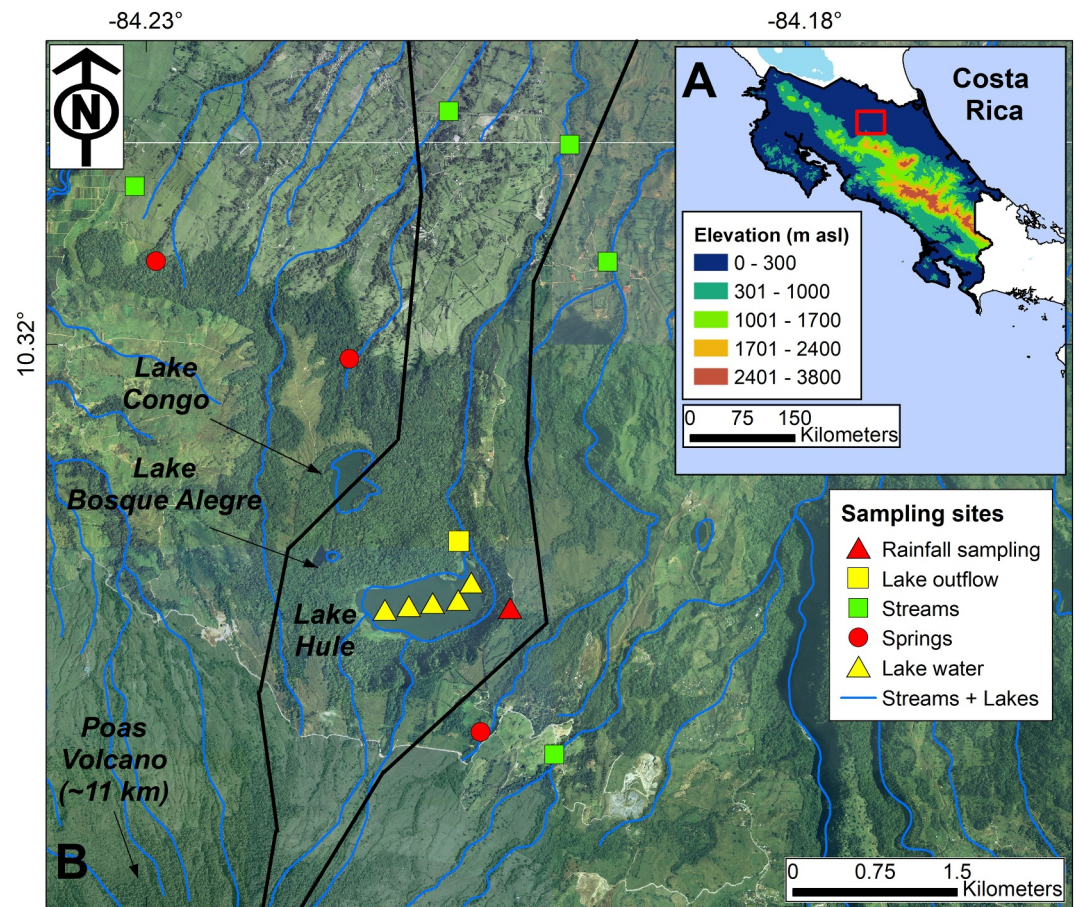 -84.23°
-84.18°
N
A
Costa
Rica
Elevation (m asl)
0 - 300
301 - 1000
1001 - 1700
1701 - 2400
2401 - 3800
0 75 150
Kilometers
10.32°
Lake
Congo
Lake
Bosque Alegre
Lake
Hule
Poas
Volcano
(~11 km)
Sampling sites
Rainfall sampling
Lake outflow
Streams
Springs
Lake water
Streams + Lakes
B
0 0.75 1.5
Kilometers